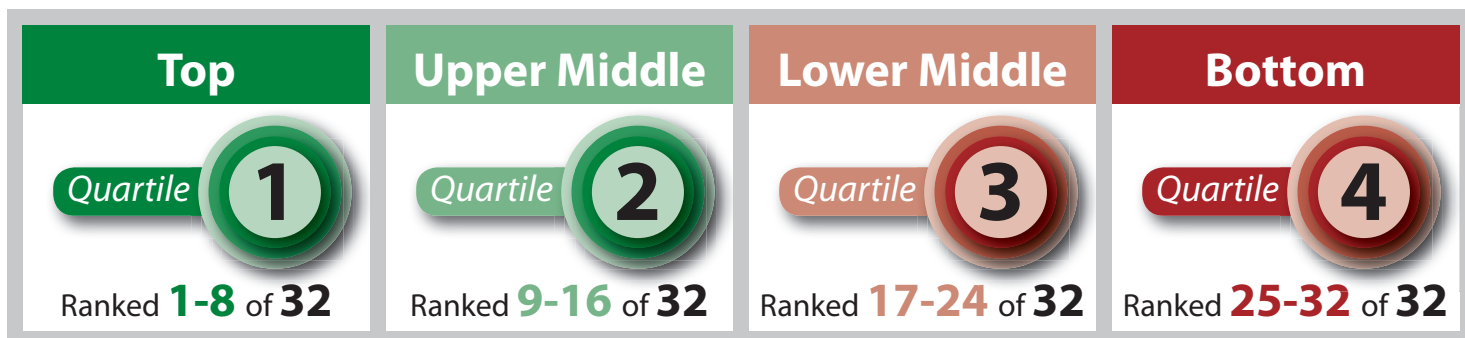 Top
Quartile 1
Ranked 1-8 of 32
Upper Middle
Quartile 2
Ranked 9-16 of 32
Lower Middle
Quartile 3
Ranked 17-24 of 32
Bottom
Quartile 4
Ranked 25-32 of 32